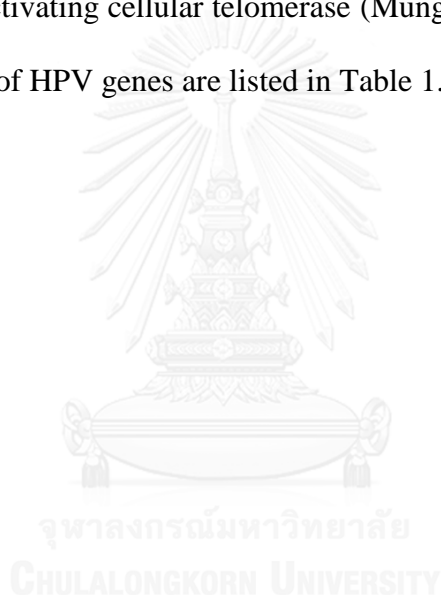 ctivating cellular telomerase (Mung
of HPV genes are listed in Table 1.
จุฬาลงกรณ์มหาวิทยาลัย
CHULALONGKORN UNIVERSITY